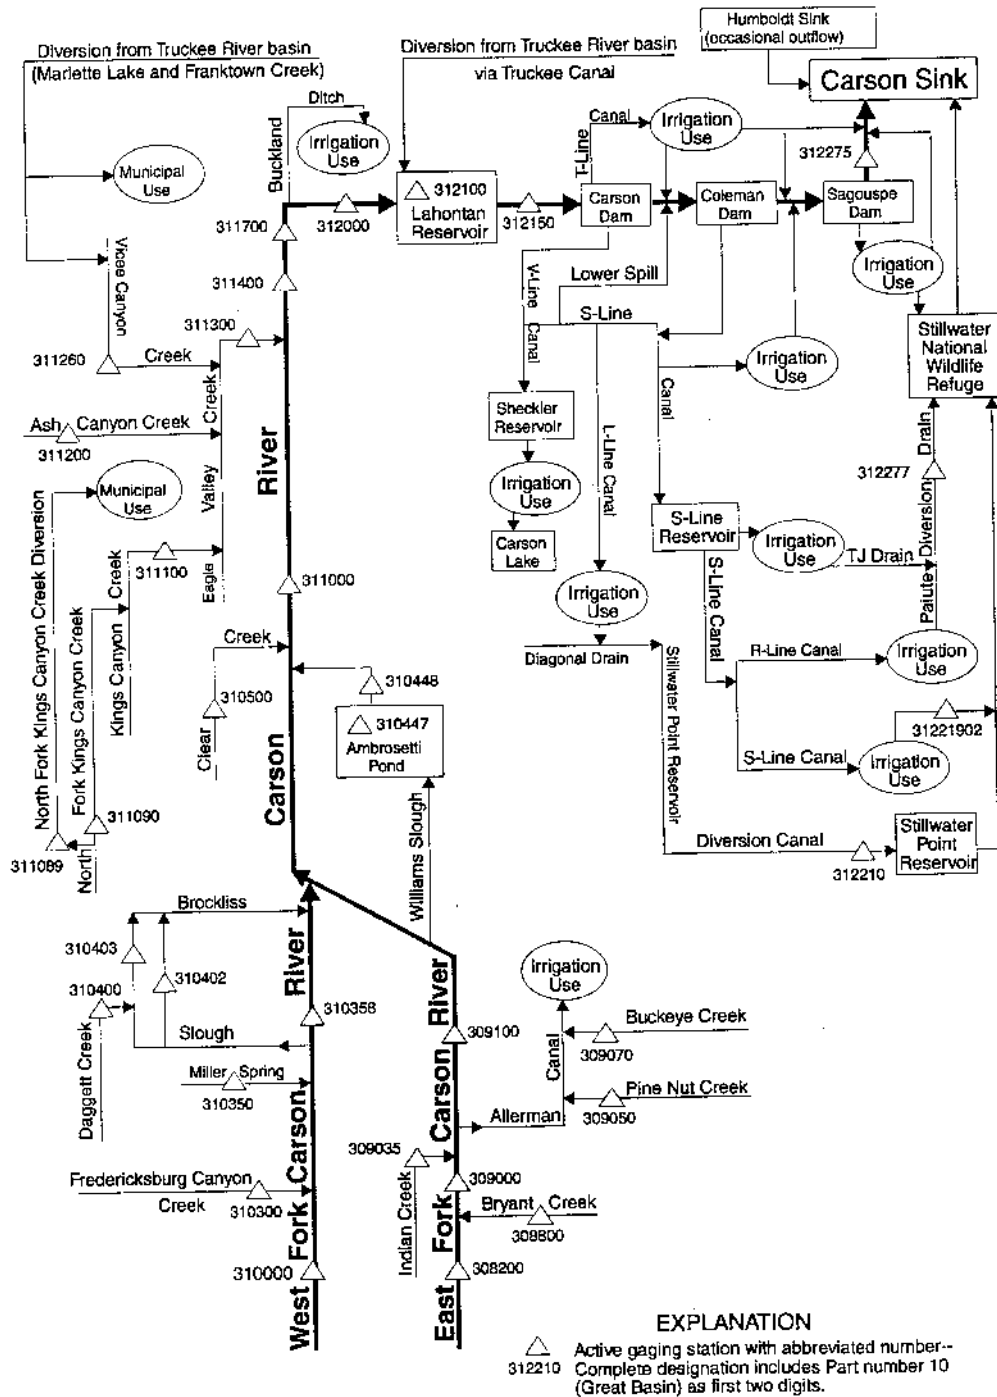 Humboldt Sink
(occasional outflow)
Diversion from Truckee River basin
(Marlette Lake and Franktown Creek)
Diversion from Truckee River basin
via Truckee Canal
Carson Sink
Ditch
Buckland
Irrigation
Use
Canal
T-Line
Irrigation
Use
312275
Municipal
Use
312100
Lahontan
Reservoir
311700
312000
312150
Carson
Dam
Coleman
Dam
Sagouspe
Dam
Vicee Canyon
311400
Lower Spill
Irrigation
Use
V-Line
Canal
S-Line
311300
Stillwater
National
Wildlife
Refuge
311260
Creek
Creek
Canal
Irrigation
Use
Ash
Canyon Creek
311200
Sheckler
Reservoir
L-Line Canal
Drain
312277
River
Valley
Municipal
Use
Irrigation
Use
S-Line
Reservoir
Irrigation
Use
TJ Drain
Diversion
Paiute
North Fork Kings Canyon Creek Diversion
311100
Creek
Kings Canyon
Fork Kings Canyon Creek
Eagle
311000
Carson
Lake
Irrigation
Use
S-Line Canal
Creek
Diagonal Drain
R-Line Canal
Irrigation
Use
310500
Clear
310448
310447
Ambrosetti
Pond
Stillwater Point Reservoir
31221902
S-Line Canal
Irrigation
Use
Carson
311090
311089
North
Williams Slough
Diversion Canal
312210
Stillwater
Point
Reservoir
Brockliss
310403
310402
310400
River
River
Irrigation
Use
310358
309100
Buckeye Creek
309070
Slough
Daggett Creek
Miller Spring
310350
Canal
Pine Nut Creek
309050
Carson
Carson
Allerman
309035
Fredericksburg Canyon
Creek
310300
309000
Indian Creek
Bryant Creek
308800
Fork
Fork
310000
308200
West
East
EXPLANATION
312210
Active gaging station with abbreviated number--
Complete designation includes Part number 10
(Great Basin) as first two digits.